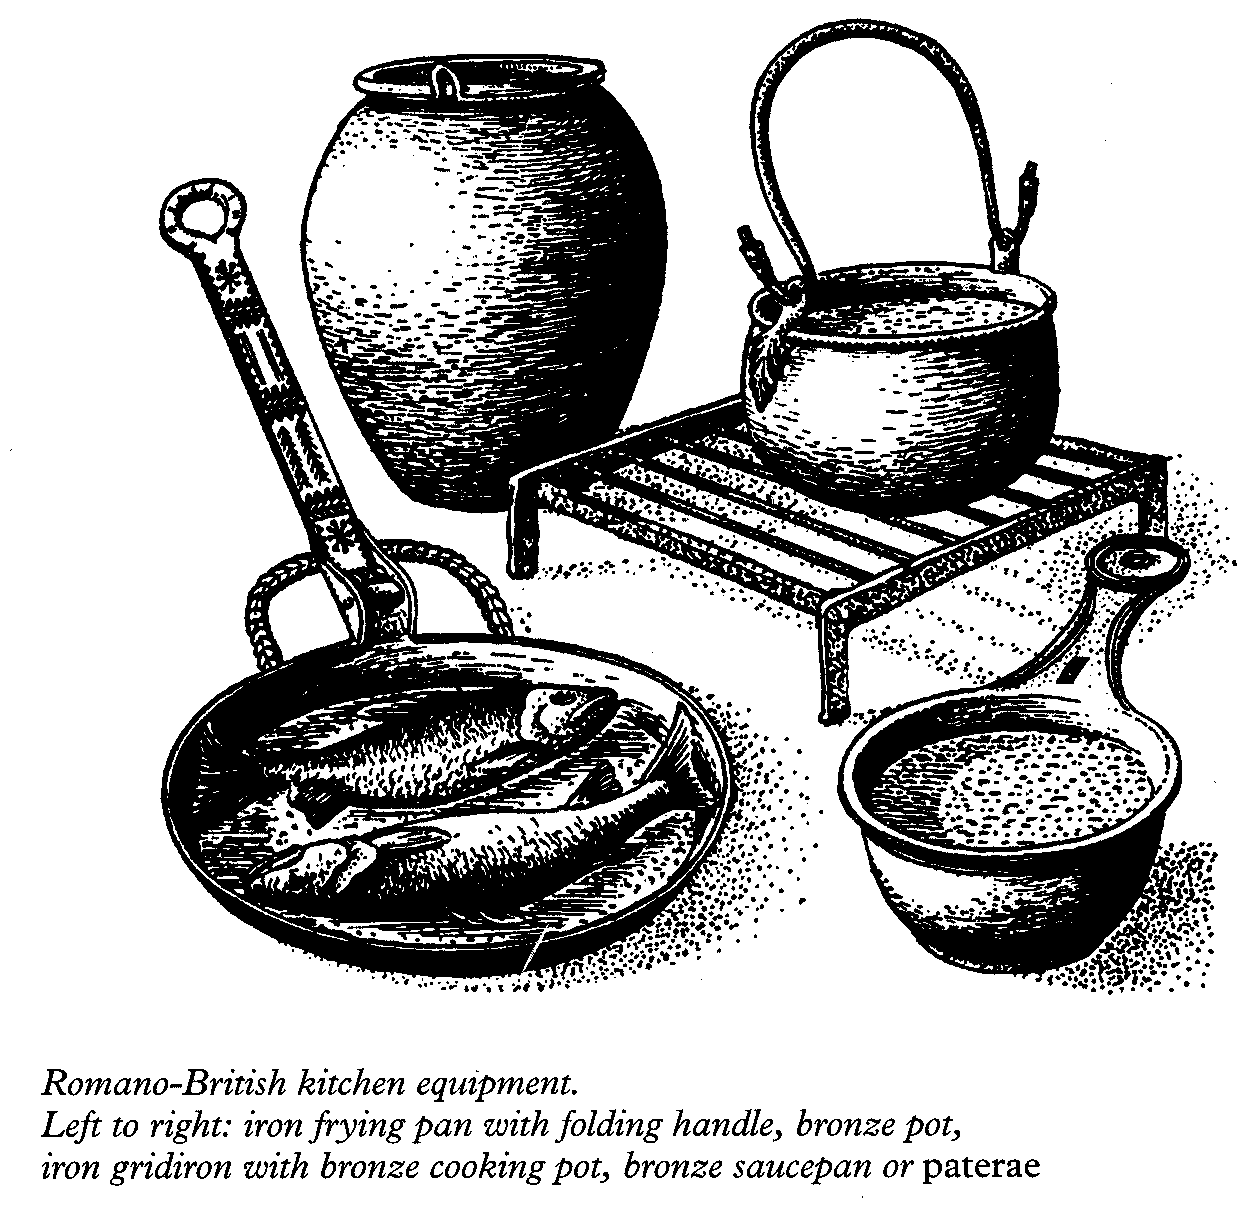 Romano-British kitchen equipment.
Left to right: iron frying pan with folding handle, bronze pot,
iron gridiron with bronze cooking pot, bronze saucepan or paterae